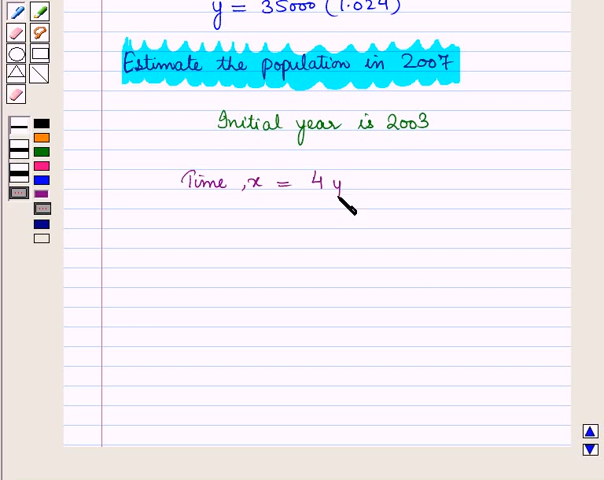 y = 35000 (1.024)
Estimate the population in 2007
Initial year is 2003
Time , x = 4 y